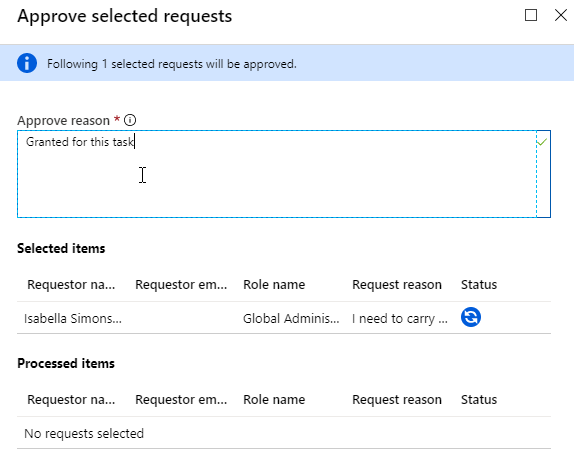 Approve selected requests
Following 1 selected requests will be approved.
Approve reason *
Granted for this task
Selected items
Requestor na... Requestor em... Role name Request reason Status
Isabella Simons... Global Adminis... I need to carry ...
Processed items
Requestor na... Requestor em... Role name Request reason Status
No requests selected